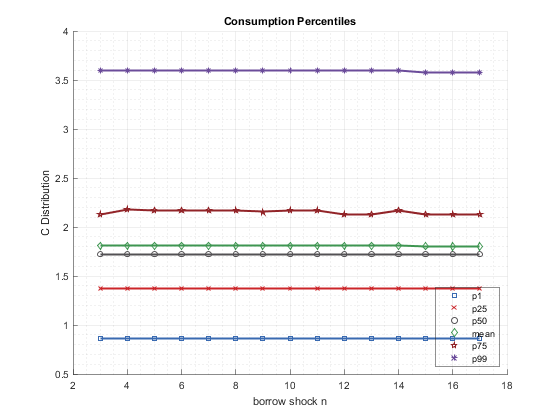 Consumption Percentiles
4
3.5
3
2.5
2
1.5
1
0.5
C Distribution
2
4
6
8
10
12
14
16
18
borrow shock n
p1
p25
p50
mean
p75
p99